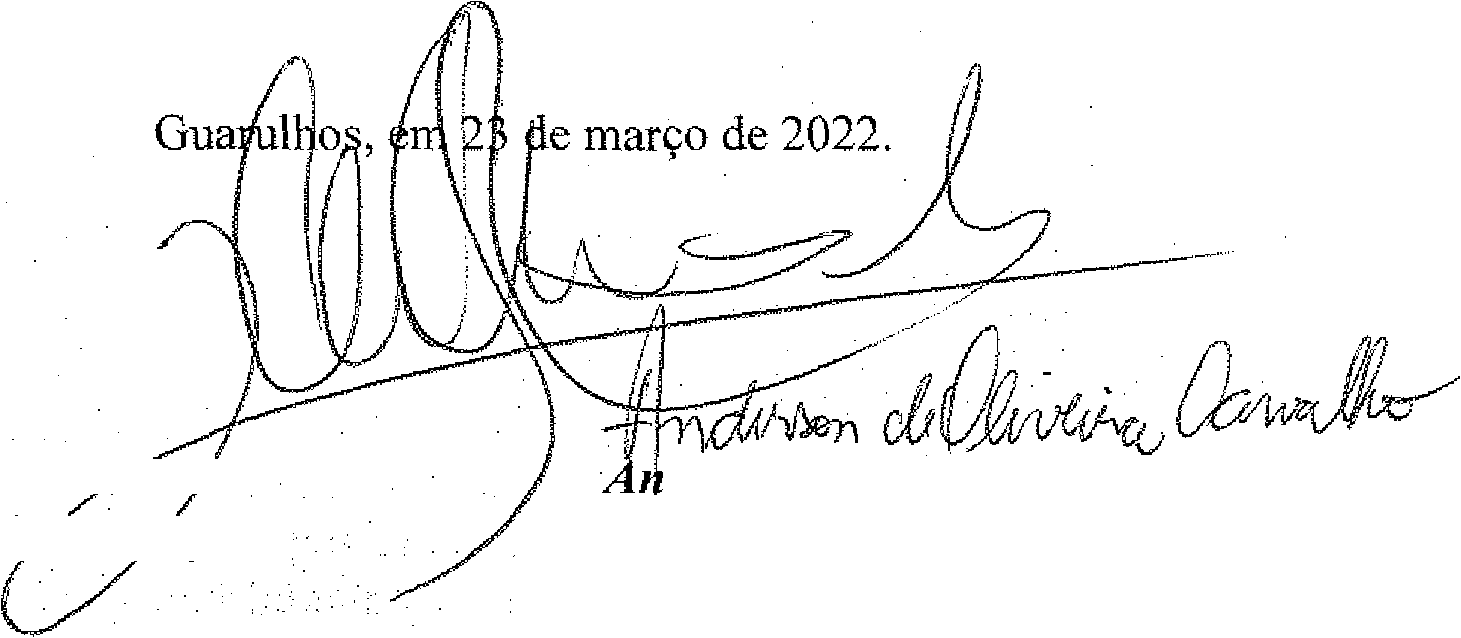 Guarulhos, em 23 de março de 2022.
Anderson de Oliveira Carvalho
An